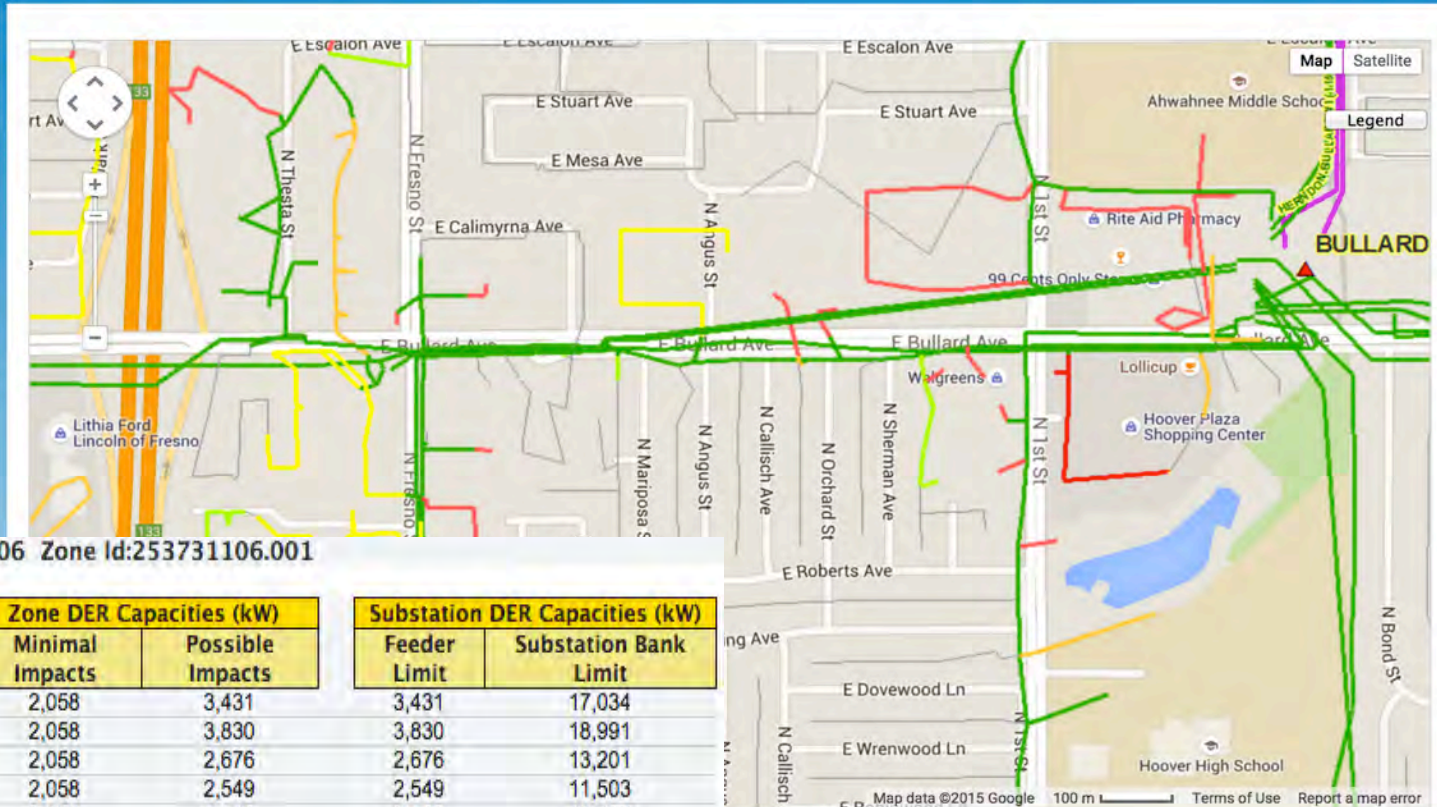 E Escalon Ave
E Escalon Ave
E Escalon Ave
Map Satellite
Legend
133
E Stuart Ave
E Stuart Ave
Ahwahnee Middle School
N Thesta St
N Fresno St
E Mesa Ave
N Angus St
N 1st St
Rite Aid Pharmacy
E Calimyrna Ave
BULLARD
99 Cents Only Store
E Bullard Ave
E Bullard Ave
E Bullard Ave
Bullard Ave
Walgreens
Lollicup
Lithia Ford
Lincoln of Fresno
Hoover Plaza
Shopping Center
N Fresno
N Mariposa S
N Angus St
N Callisch Ave
N Orchard St
N Sherman Ave
N 1st St
133
06 Zone Id:253731106.001
E Roberts Ave
Zone DER Capacities (kW) Substation DER Capacities (kW)
Minimal Possible Feeder Substation Bank
Impacts Impacts Limit Limit
2,058 3,431 3,431 17,034
2,058 3,830 3,830 18,991
2,058 2,676 2,676 13,201
2,058 2,549 2,549 11,503
ng Ave
N Bond St
E Dovewood Ln
N Callisch
N 1st St
E Wrenwood Ln
Hoover High School
Map data ©2015 Google 100 m Terms of Use Report a map error